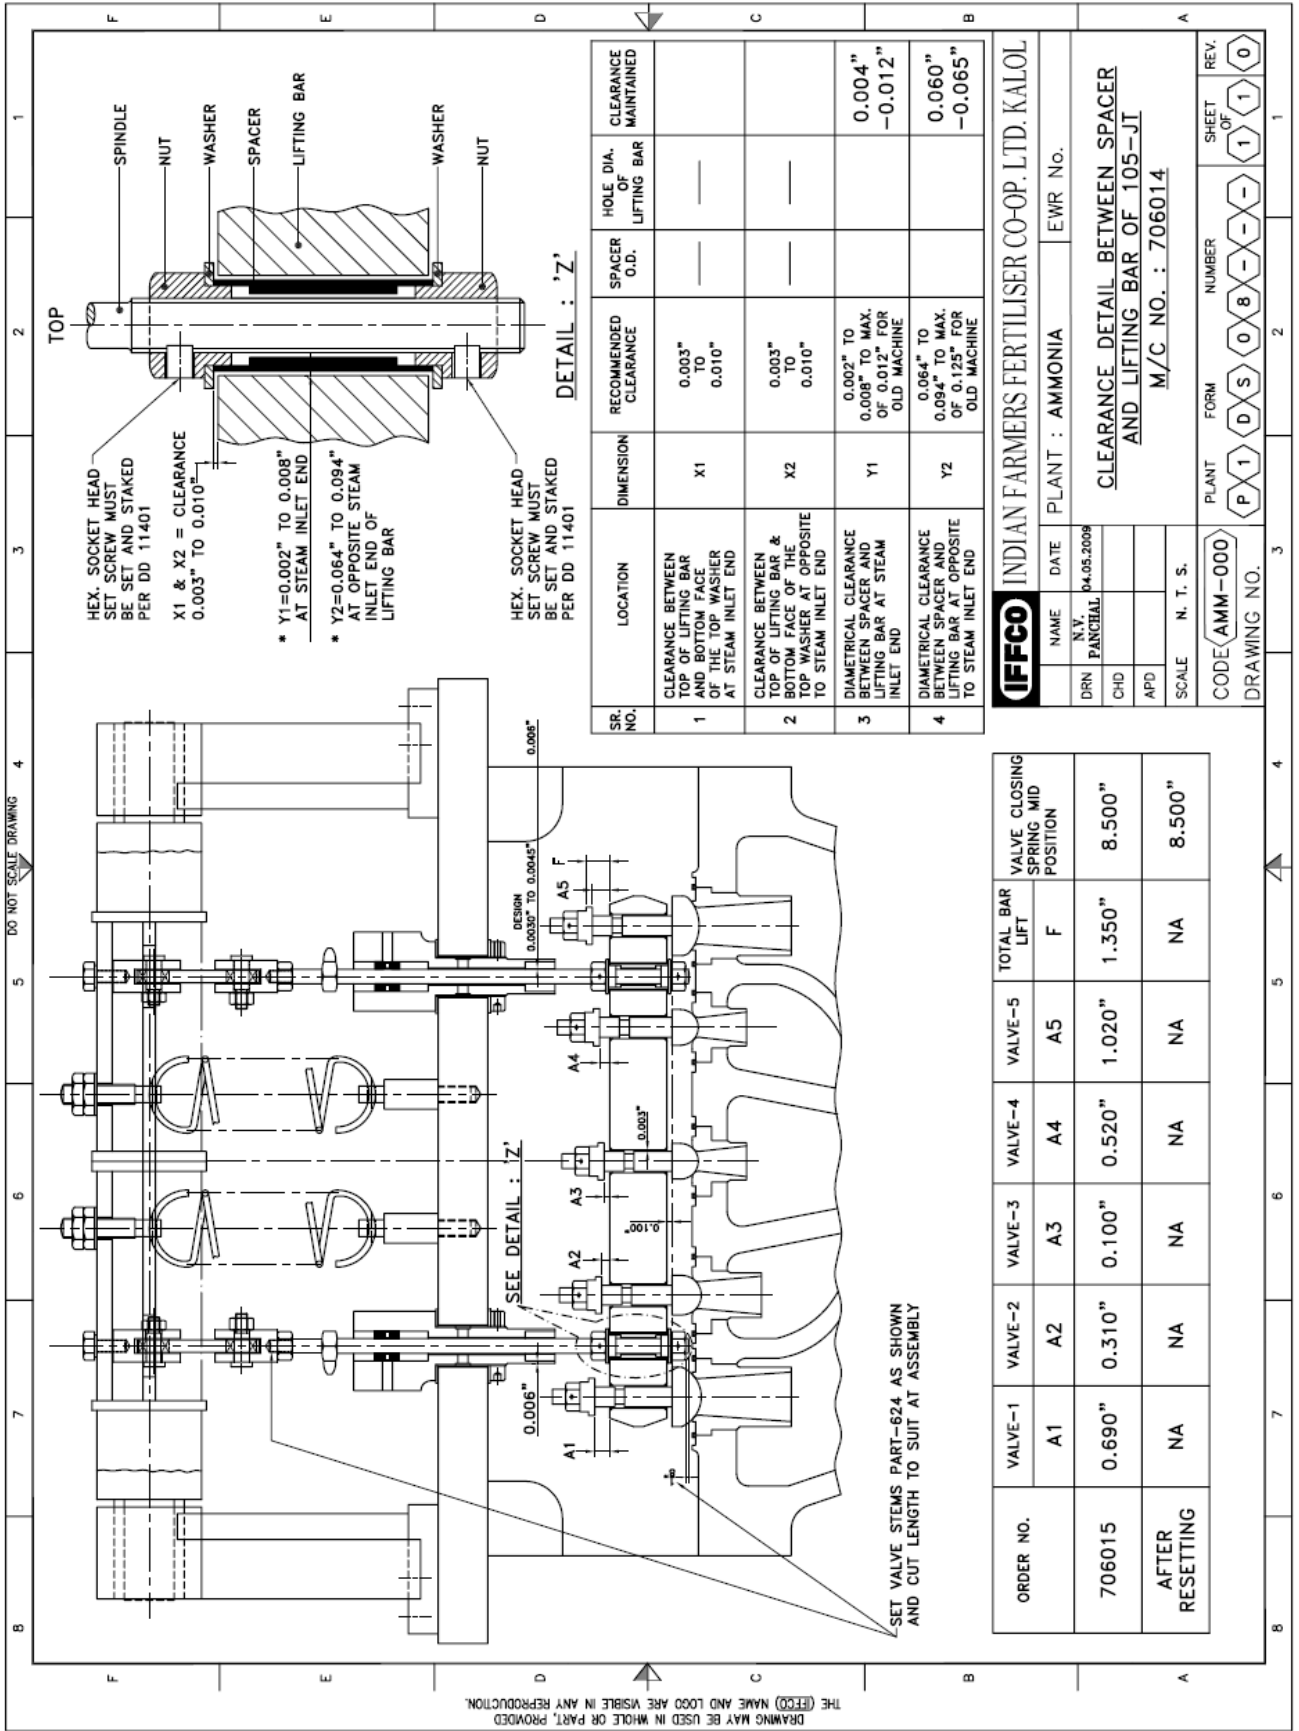 DO NOT SCALE DRAWING
8 7 6 5 4 3 2 1
F
E
D
C
B
A
DRAWING MAY BE USED IN WHOLE OR PART, PROVIDED
THE (IFFCO) NAME AND LOGO ARE VISIBLE IN ANY REPRODUCTION.
TOP
HEX. SOCKET HEAD
SET SCREW MUST
BE SET AND STAKED
PER DD 11401
X1 & X2 = CLEARANCE
0.003" TO 0.010"
* Y1=0.002" TO 0.008"
AT STEAM INLET END
* Y2=0.064" TO 0.094"
AT OPPOSITE STEAM
INLET END OF
LIFTING BAR
HEX. SOCKET HEAD
SET SCREW MUST
BE SET AND STAKED
PER DD 11401
SPINDLE
NUT
WASHER
SPACER
LIFTING BAR
WASHER
NUT
DETAIL : 'Z'
SEE DETAIL : 'Z'
0.006"
DESIGN
0.0030" TO 0.0045"
0.006"
A1
A2
A3
A4
A5
F
0.003"
0.100"
SET VALVE STEMS PART-624 AS SHOWN
AND CUT LENGTH TO SUIT AT ASSEMBLY
SR. NO. LOCATION DIMENSION RECOMMENDED CLEARANCE SPACER O.D. HOLE DIA. OF LIFTING BAR CLEARANCE MAINTAINED
1 CLEARANCE BETWEEN X1 0.003"
TOP OF LIFTING BAR TO
AND BOTTOM FACE 0.010"
OF THE TOP WASHER
AT STEAM INLET END
2 CLEARANCE BETWEEN X2 0.003"
TOP OF LIFTING BAR & TO
BOTTOM FACE OF THE 0.010"
TOP WASHER AT OPPOSITE
TO STEAM INLET END
3 DIAMETRICAL CLEARANCE Y1 0.002" TO 0.004"
BETWEEN SPACER AND 0.008" TO MAX. -0.012"
LIFTING BAR AT STEAM OF 0.012" FOR
INLET END OLD MACHINE
4 DIAMETRICAL CLEARANCE Y2 0.064" TO 0.060"
BETWEEN SPACER AND 0.094" TO MAX. -0.065"
LIFTING BAR AT OPPOSITE OF 0.125" FOR
TO STEAM INLET END OLD MACHINE
ORDER NO. VALVE-1 VALVE-2 VALVE-3 VALVE-4 VALVE-5 TOTAL BAR LIFT VALVE CLOSING SPRING MID POSITION
A1 A2 A3 A4 A5 F
706015 0.690" 0.310" 0.100" 0.520" 1.020" 1.350" 8.500"
AFTER RESETTING NA NA NA NA NA NA 8.500"
IFFCO INDIAN FARMERS FERTILISER CO-OP. LTD. KALOL
NAME DATE PLANT : AMMONIA EWR No.
DRN N.V. PANCHAL 04.05.2009
CHD
APD
SCALE N. T. S.
CLEARANCE DETAIL BETWEEN SPACER
AND LIFTING BAR OF 105-JT
M/C NO. : 706014
CODE AMM-000
DRAWING NO.
PLANT FORM NUMBER SHEET OF REV.
P 1 D S 0 8 - - - 1 1 0
8 7 6 5 4 3 2 1
F
E
D
C
B
A